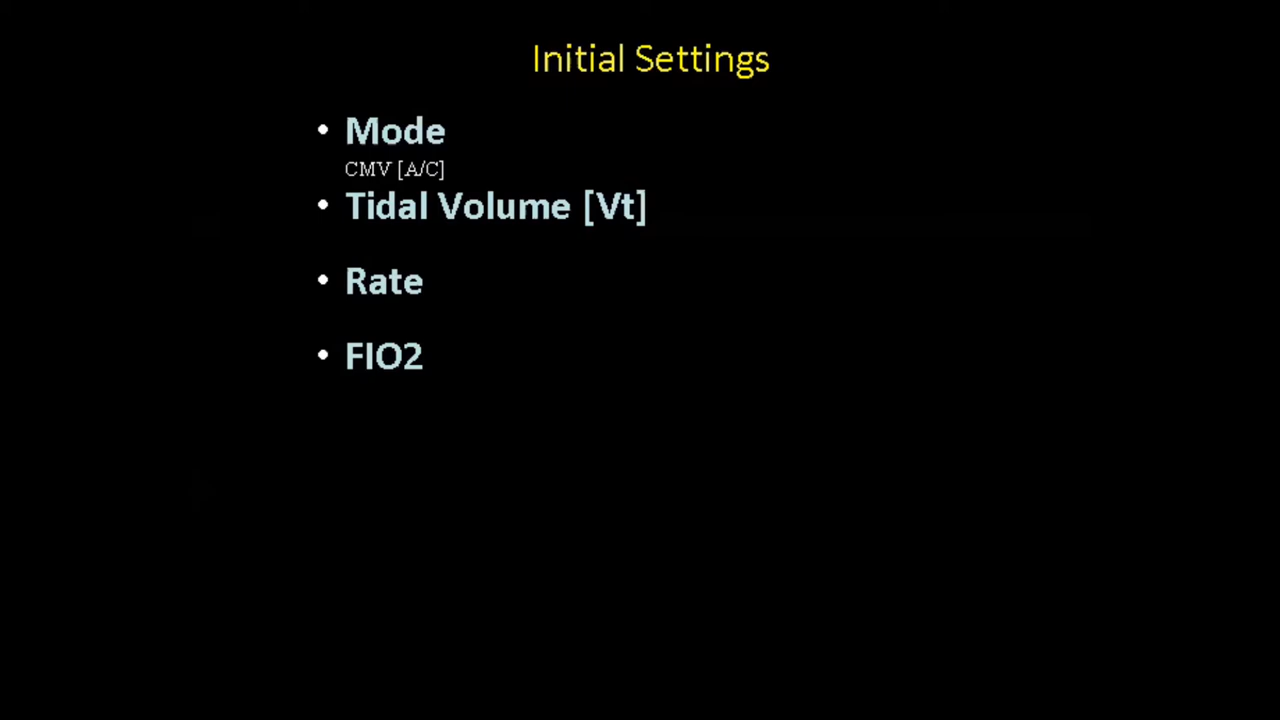 Initial Settings
• Mode
CMV [A/C]
• Tidal Volume [Vt]
• Rate
• FIO2